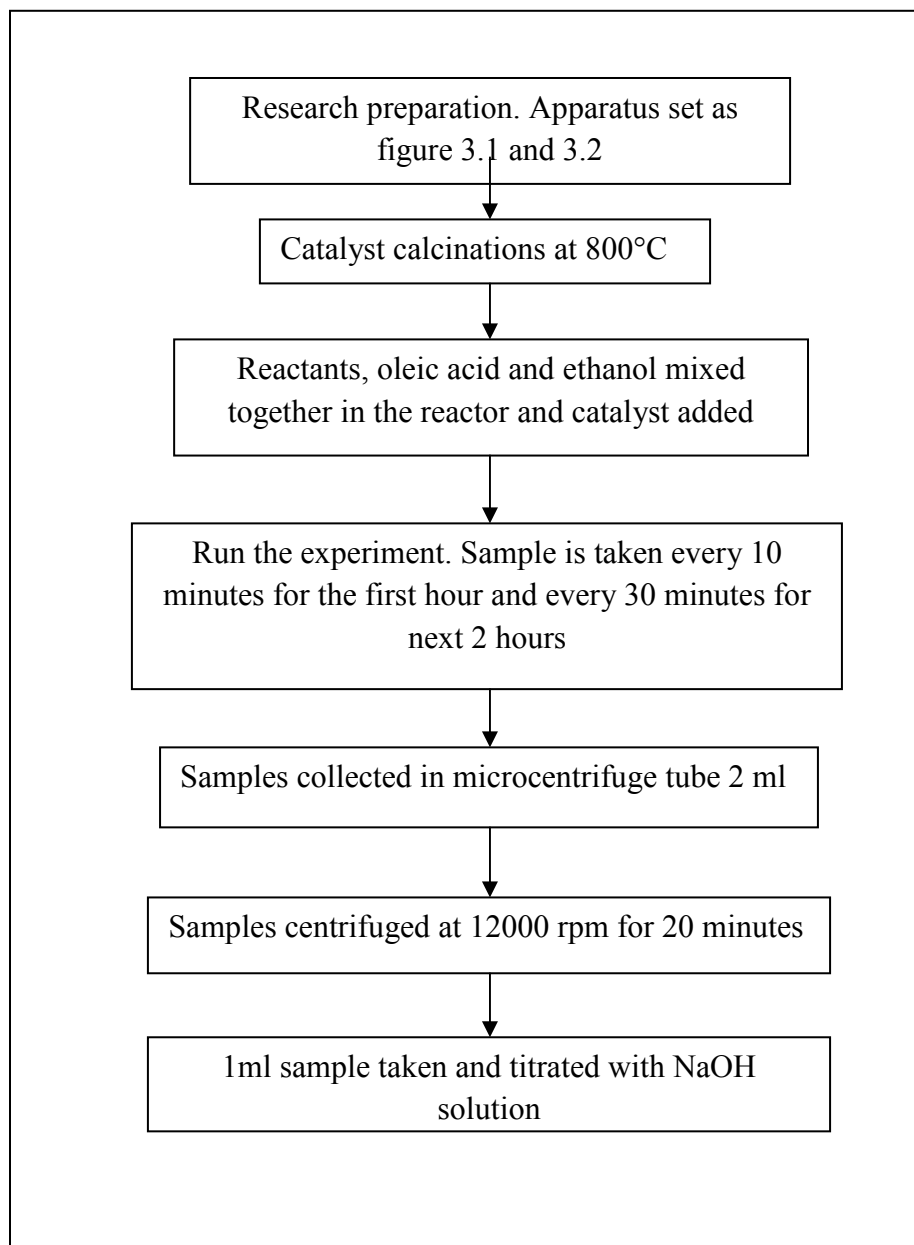 Research preparation. Apparatus set as
figure 3.1 and 3.2
Catalyst calcinations at 800°C
Reactants, oleic acid and ethanol mixed
together in the reactor and catalyst added
Run the experiment. Sample is taken every 10
minutes for the first hour and every 30 minutes for
next 2 hours
Samples collected in microcentrifuge tube 2 ml
Samples centrifuged at 12000 rpm for 20 minutes
1ml sample taken and titrated with NaOH
solution